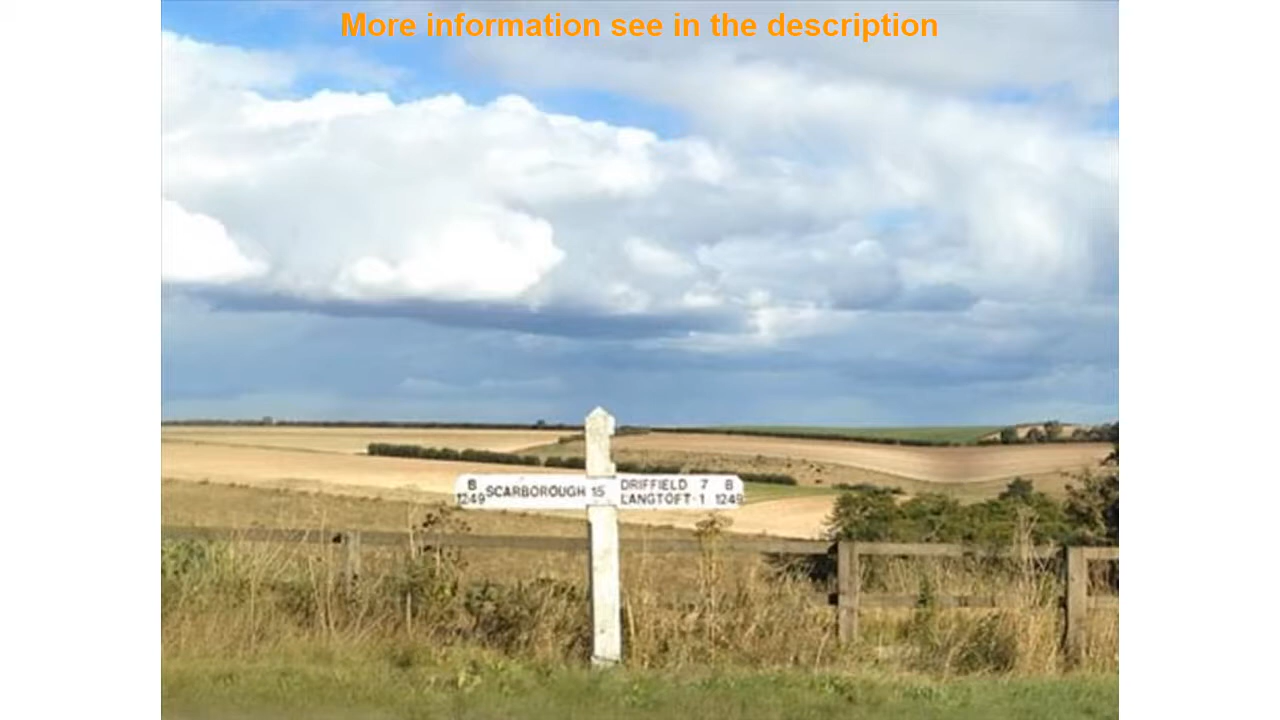 More information see in the description
B
1249
SCARBOROUGH 15
DRIFFIELD 7
LANGTOFT 1
B
1249